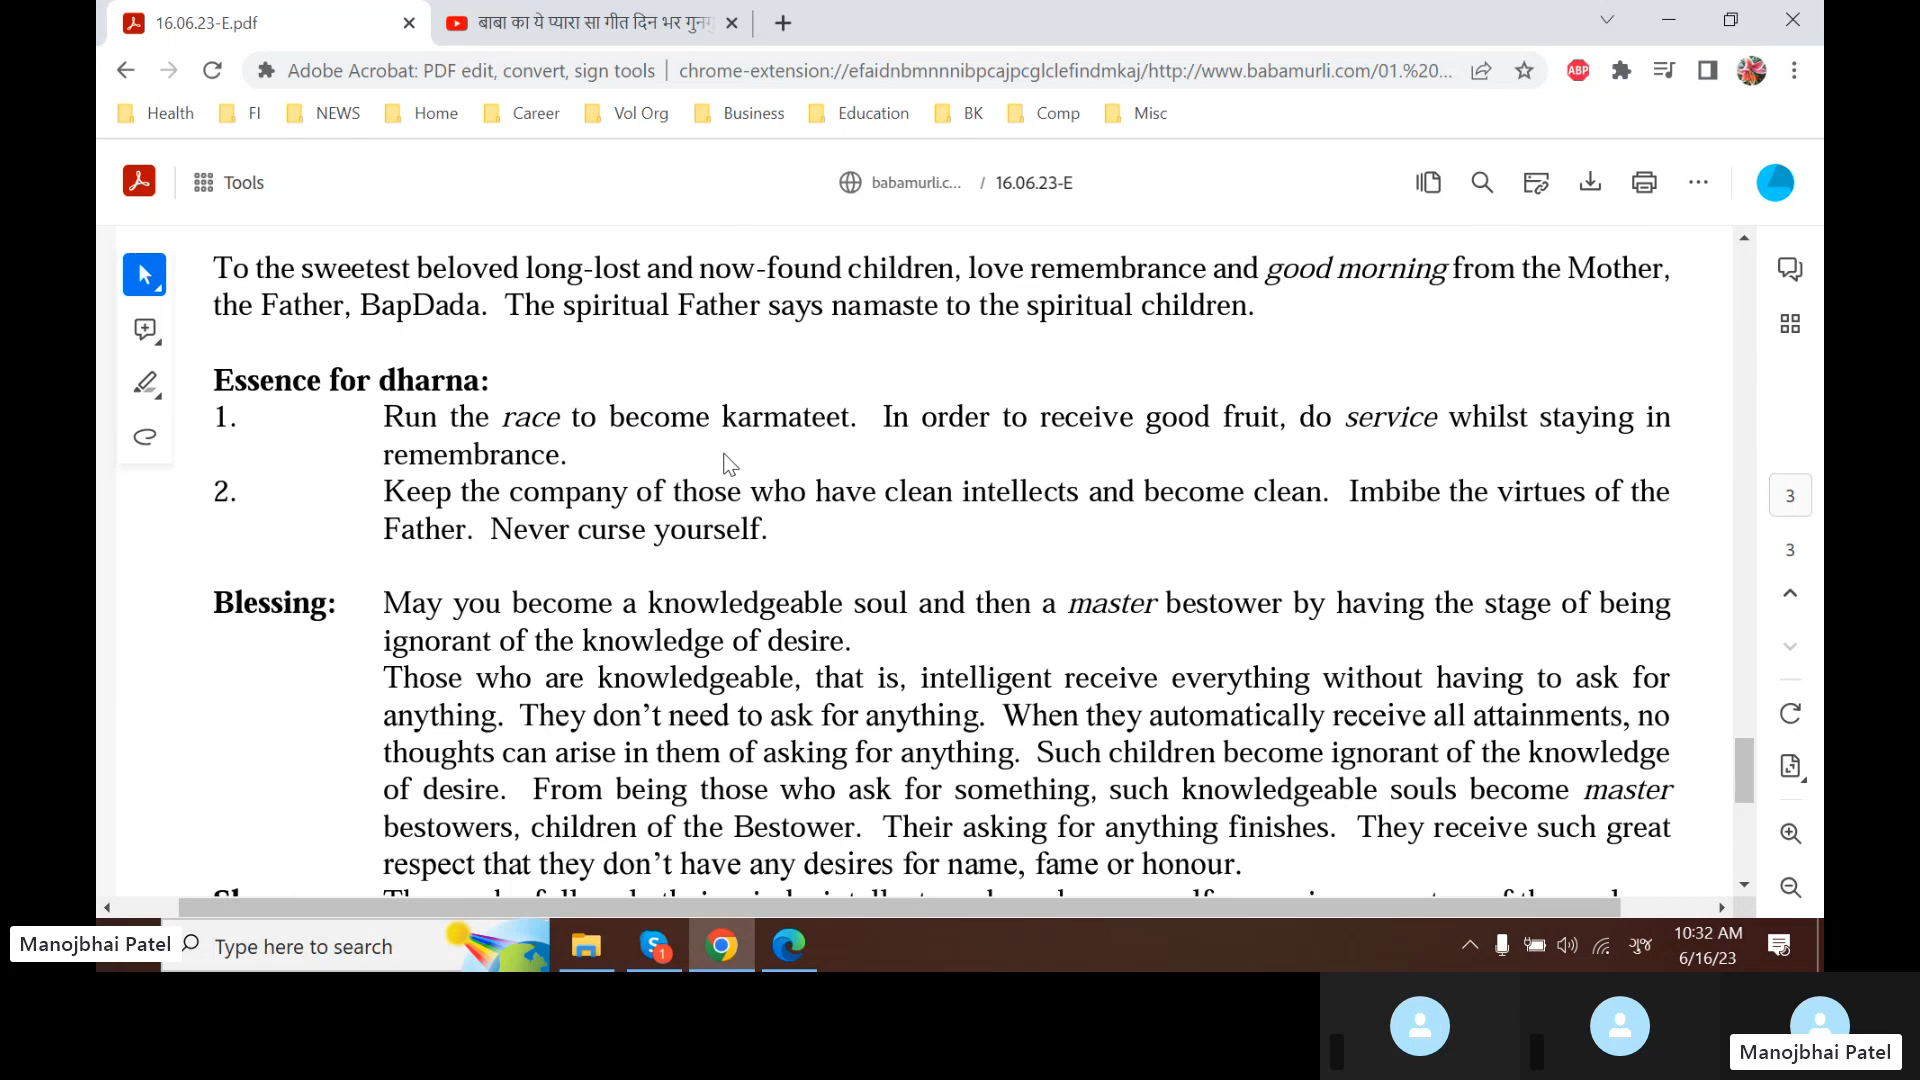 16.06.23-E.pdf
बाबा का ये प्यारा सा गीत दिन भर गुनगु
Adobe Acrobat: PDF edit, convert, sign tools
chrome-extension://efaidnbmnnnibpcajpcglclefindmkaj/http://www.babamurli.com/01.%20...
ABP
Health
FI
NEWS
Home
Career
Vol Org
Business
Education
BK
Comp
Misc
Tools
babamurli.c... / 16.06.23-E
To the sweetest beloved long-lost and now-found children, love remembrance and good morning from the Mother,
the Father, BapDada. The spiritual Father says namaste to the spiritual children.
Essence for dharna:
1. Run the race to become karmateet. In order to receive good fruit, do service whilst staying in
remembrance.
2. Keep the company of those who have clean intellects and become clean. Imbibe the virtues of the
Father. Never curse yourself.
Blessing: May you become a knowledgeable soul and then a master bestower by having the stage of being
ignorant of the knowledge of desire.
Those who are knowledgeable, that is, intelligent receive everything without having to ask for
anything. They don’t need to ask for anything. When they automatically receive all attainments, no
thoughts can arise in them of asking for anything. Such children become ignorant of the knowledge
of desire. From being those who ask for something, such knowledgeable souls become master
bestowers, children of the Bestower. Their asking for anything finishes. They receive such great
respect that they don’t have any desires for name, fame or honour.
3
3
Manojbhai Patel
Type here to search
1
ગુજ
10:32 AM
6/16/23
Manojbhai Patel